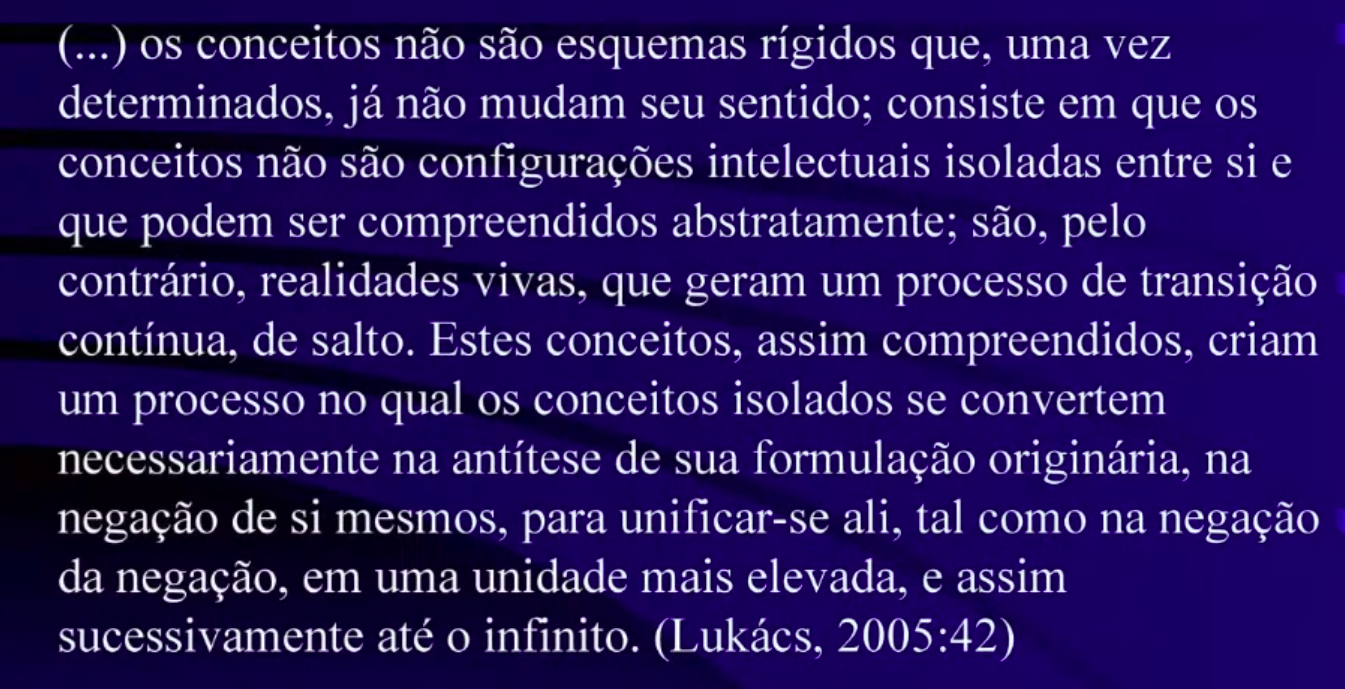 (...) os conceitos não são esquemas rígidos que, uma vez
determinados, já não mudam seu sentido; consiste em que os
conceitos não são configurações intelectuais isoladas entre si e
que podem ser compreendidos abstratamente; são, pelo
contrário, realidades vivas, que geram um processo de transição
contínua, de salto. Estes conceitos, assim compreendidos, criam
um processo no qual os conceitos isolados se convertem
necessariamente na antítese de sua formulação originária, na
negação de si mesmos, para unificar-se ali, tal como na negação
da negação, em uma unidade mais elevada, e assim
sucessivamente até o infinito. (Lukács, 2005:42)